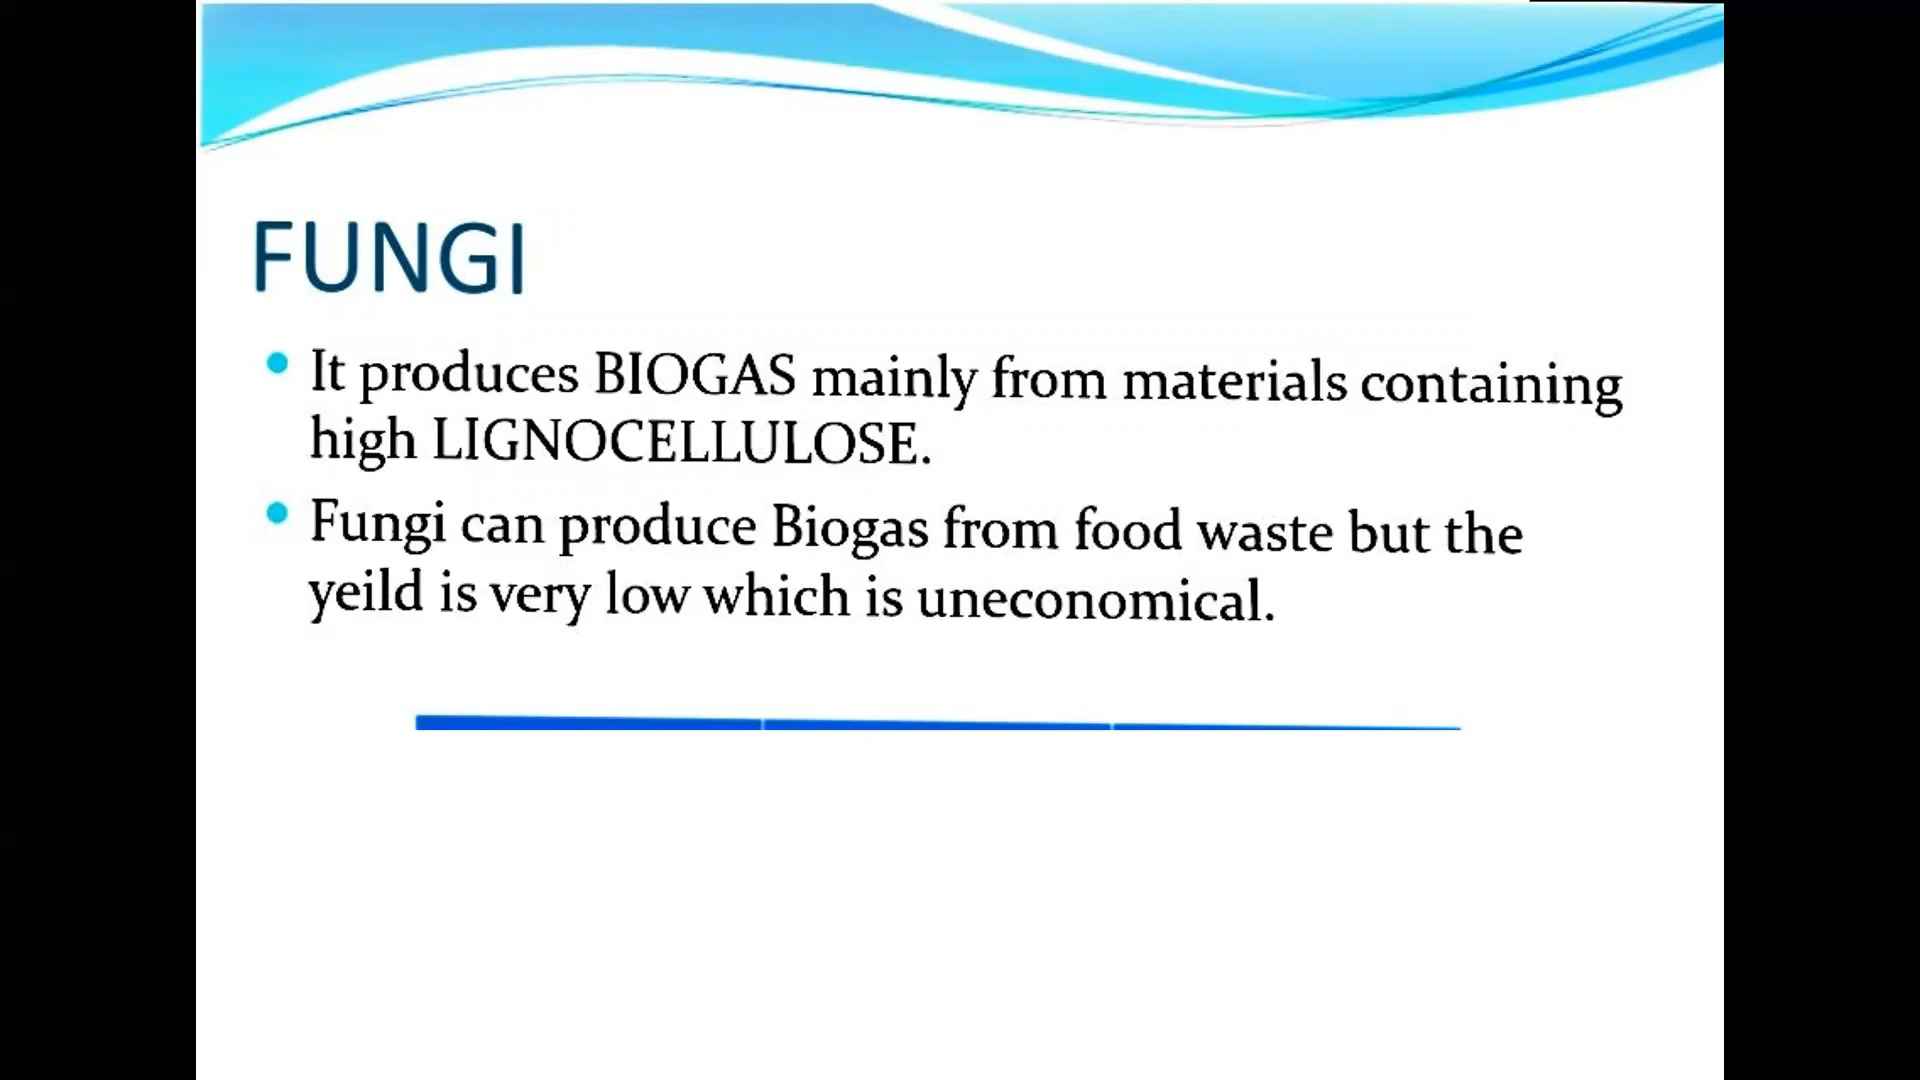 FUNGI
It produces BIOGAS mainly from materials containing
high LIGNOCELLULOSE.
Fungi can produce Biogas from food waste but the
yeild is very low which is uneconomical.